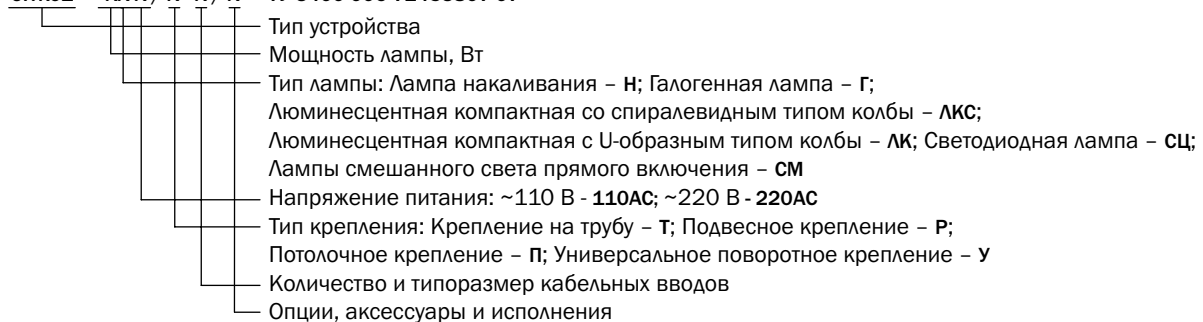 Тип устройства
Мощность лампы, Вт
Тип лампы: Лампа накаливания – Н; Галогенная лампа – Г;
Люминесцентная компактная со спиралевидным типом колбы – ЛКС;
Люминесцентная компактная с U-образным типом колбы – ЛК; Светодиодная лампа – СЦ;
Лампы смешанного света прямого включения – СМ
Напряжение питания: ~110 В - 110АС; ~220 В - 220АС
Тип крепления: Крепление на трубу – Т; Подвесное крепление – Р;
Потолочное крепление – П; Универсальное поворотное крепление – У
Количество и типоразмер кабельных вводов
Опции, аксессуары и исполнения